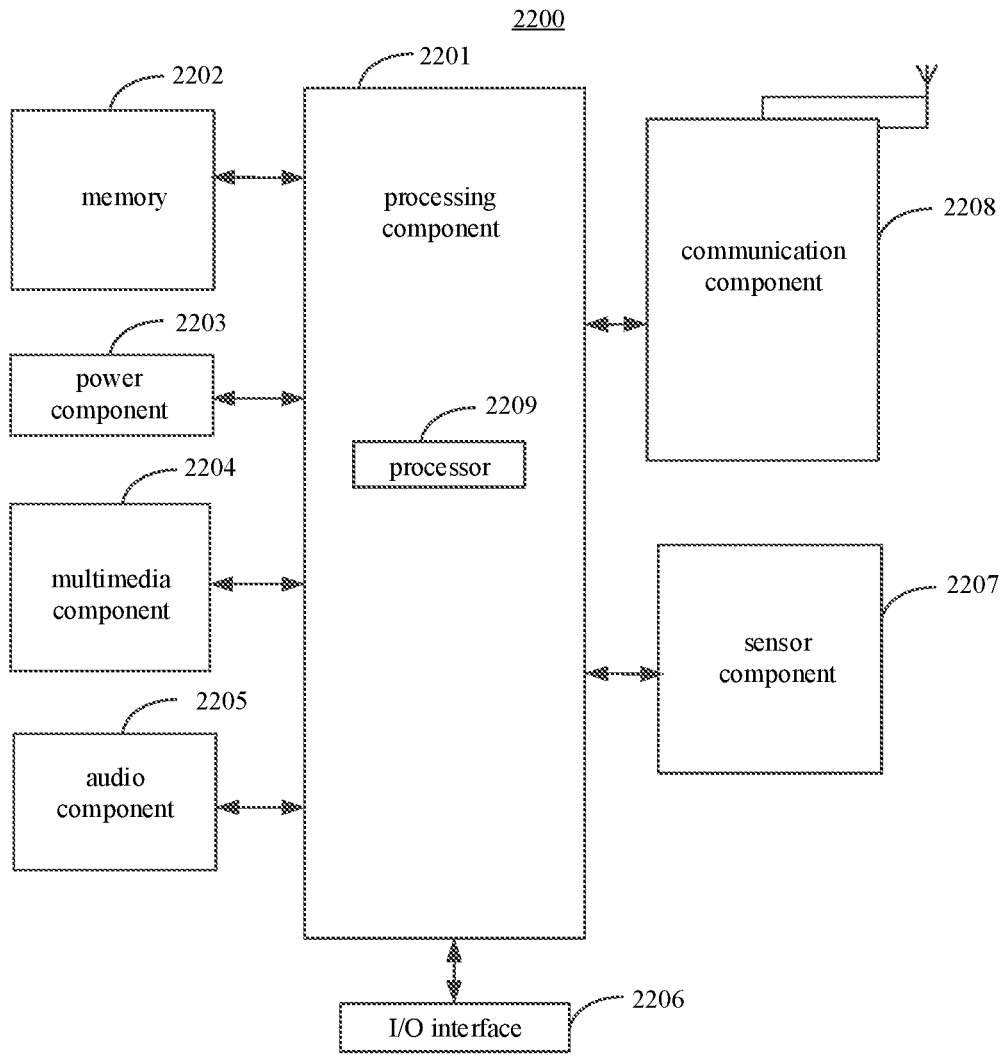 2200
2201
2202
memory
processing
component
2208
communication
component
2203
power
component
2209
processor
2204
multimedia
component
2207
sensor
component
2205
audio
component
2206
I/O interface